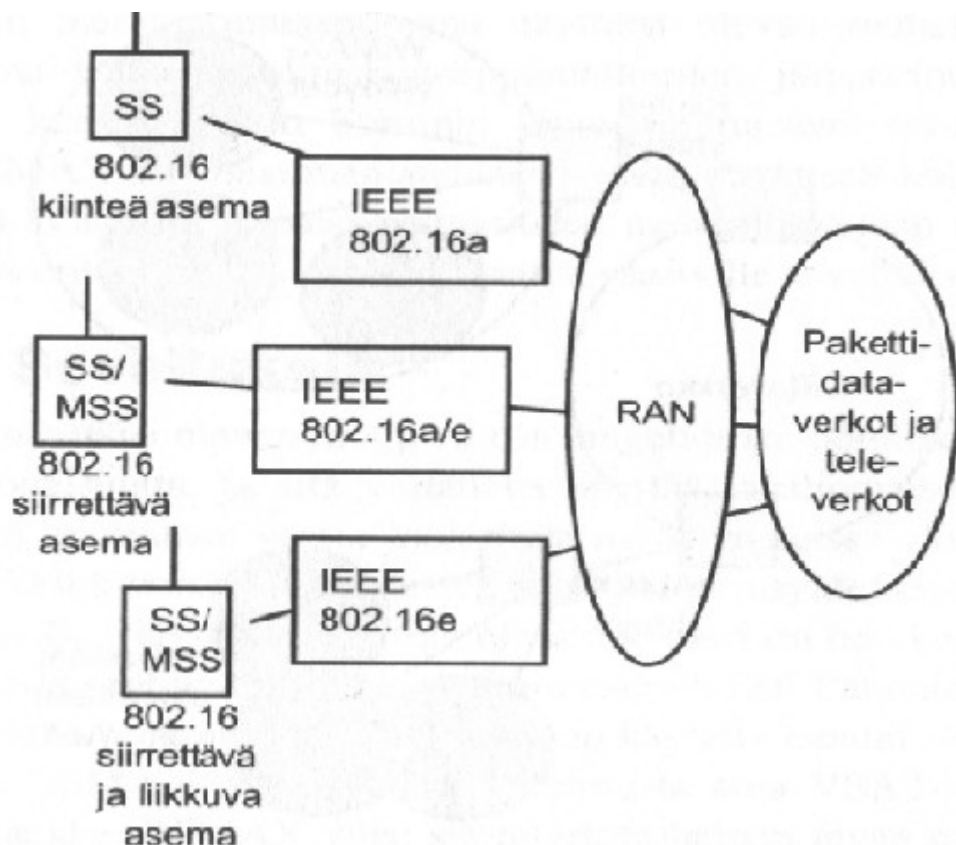 SS
802.16
kiinteä asema
IEEE
802.16a
SS/
MSS
802.16
siirrettävä
asema
IEEE
802.16a/e
SS/
MSS
802.16
siirrettävä
ja liikkuva
asema
IEEE
802.16e
RAN
Paketti-
data-
verkot ja
tele-
verkot